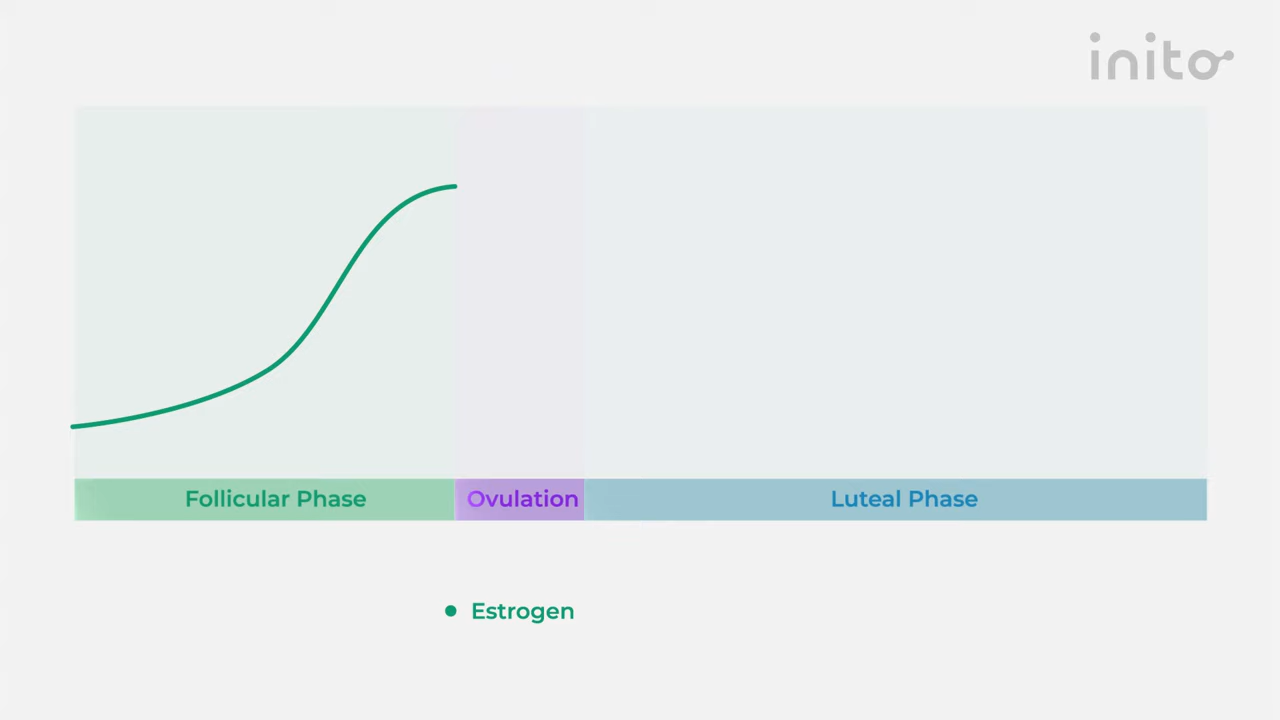 inito
Follicular Phase
Ovulation
Luteal Phase
Estrogen